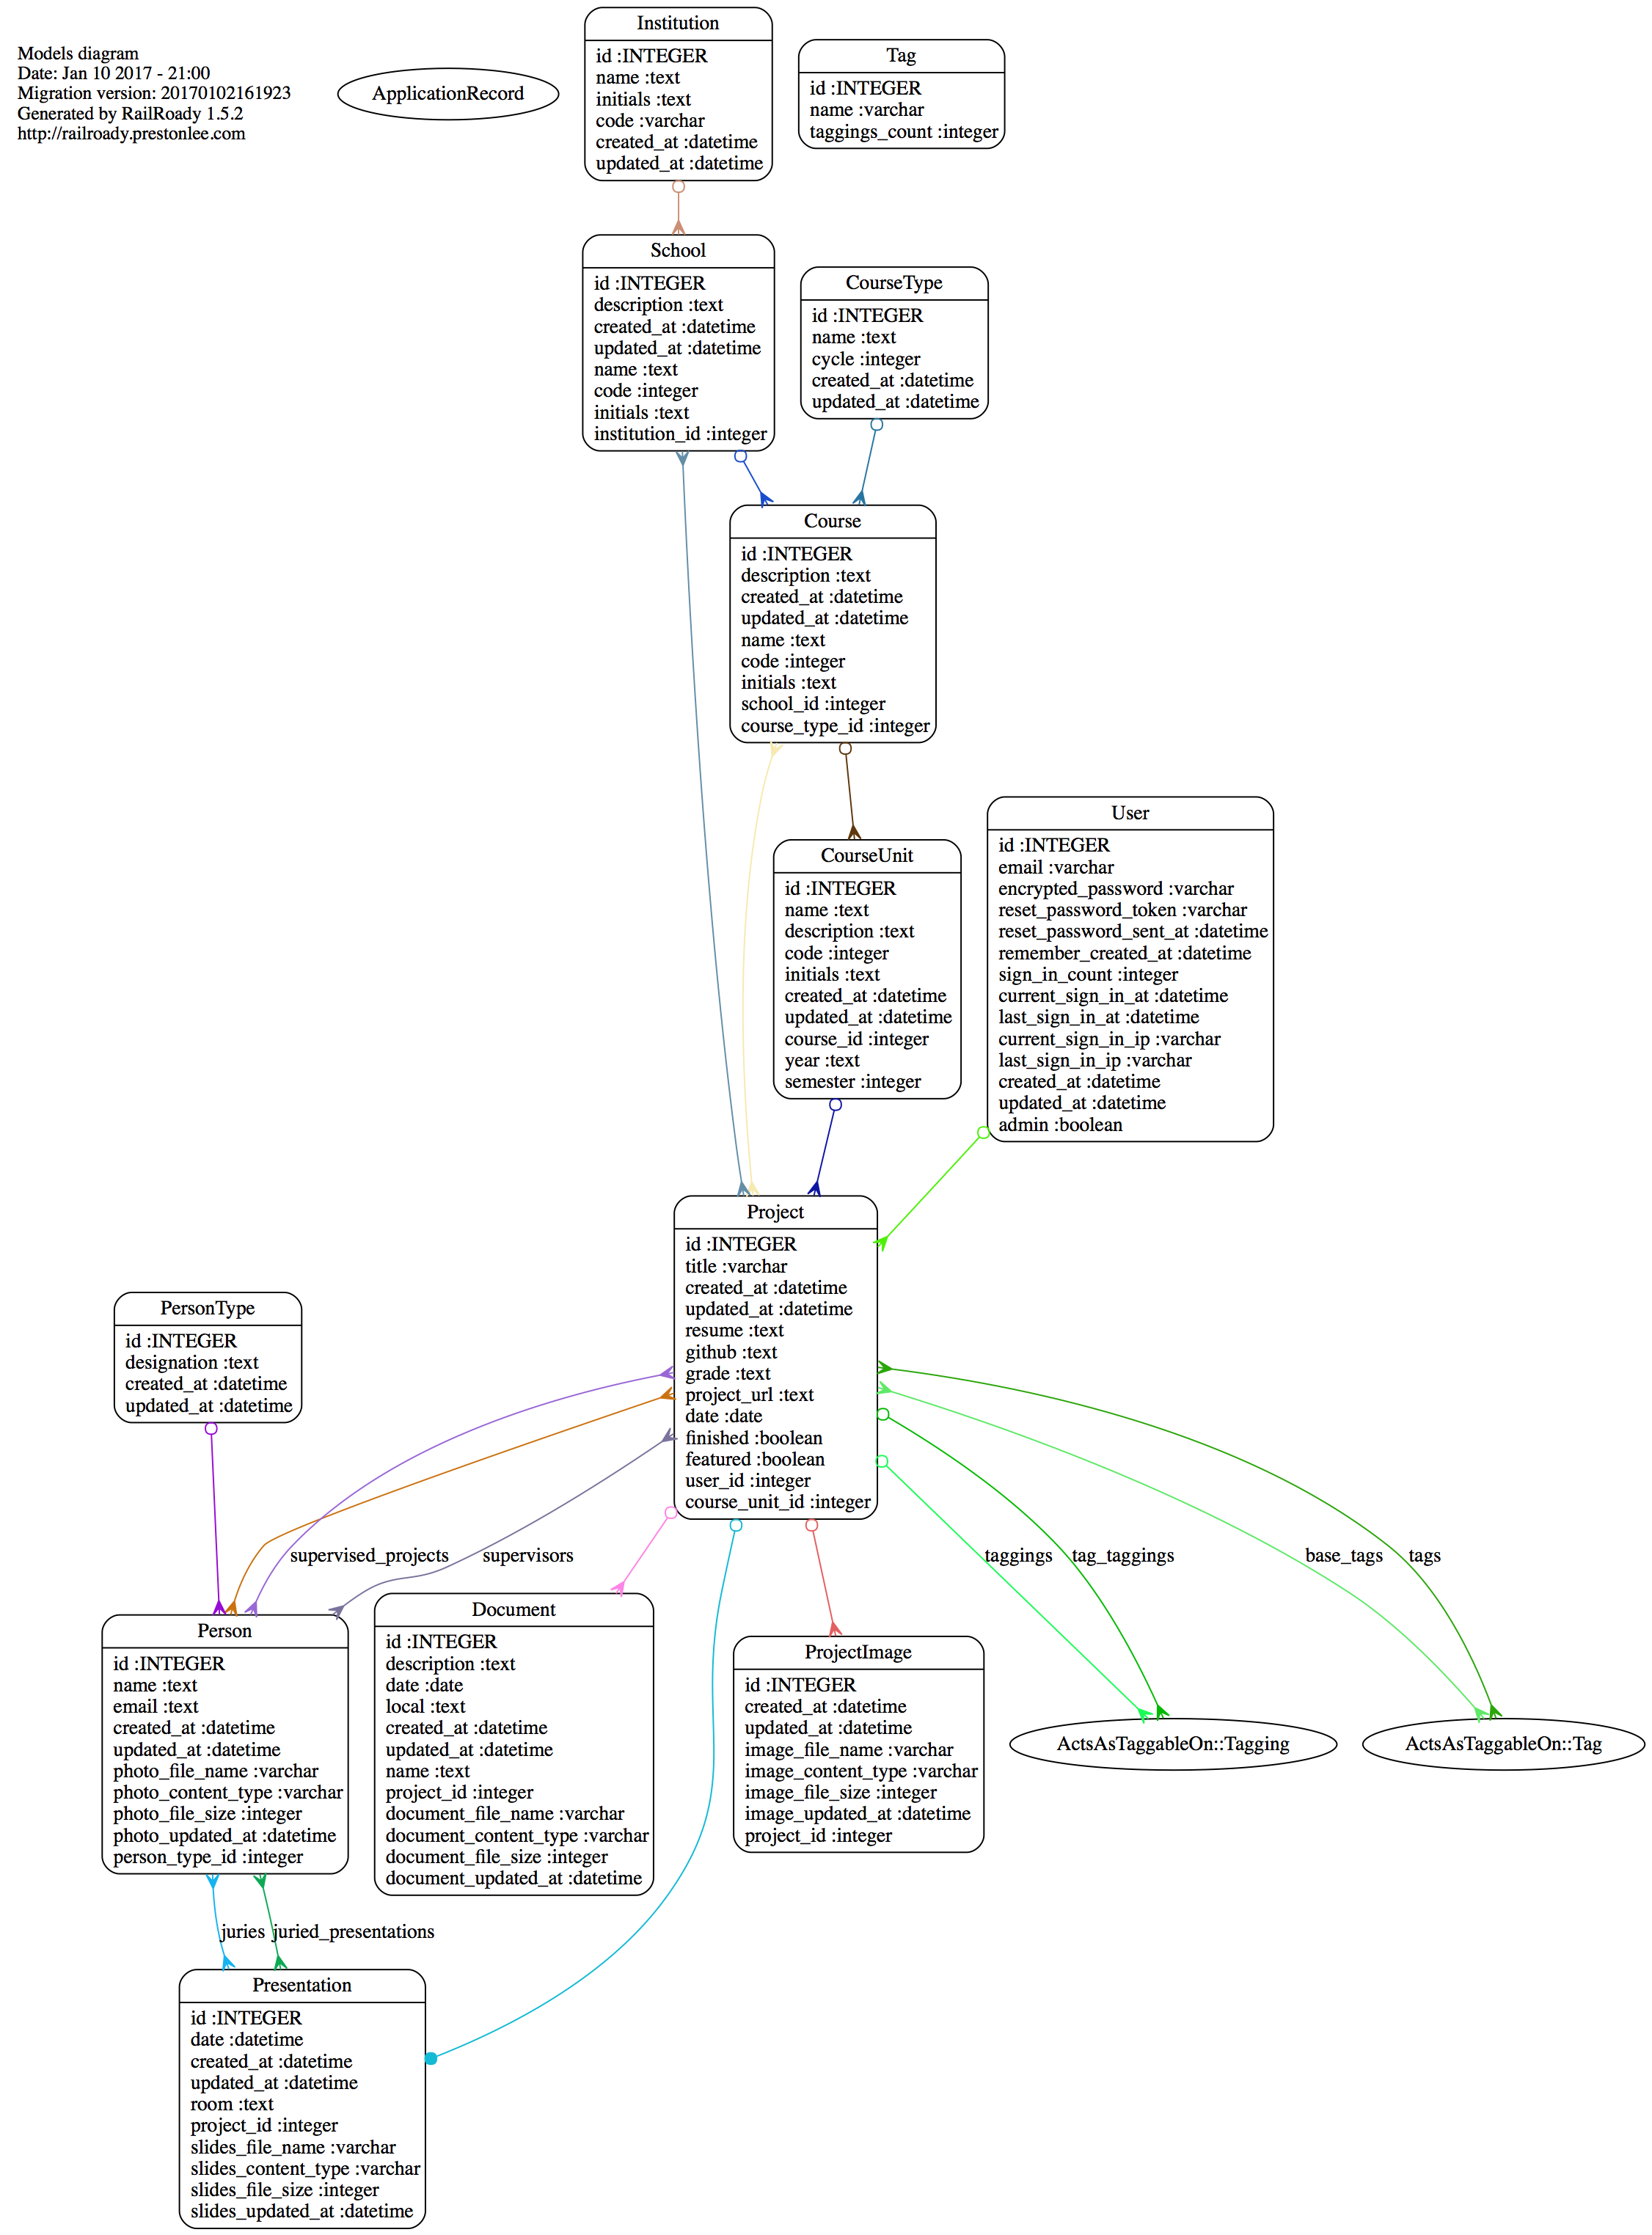 Models diagram
Date: Jan 10 2017 - 21:00
Migration version: 20170102161923
Generated by RailRoady 1.5.2
http://railroady.prestonlee.com
ApplicationRecord
Institution
id :INTEGER
name :text
initials :text
code :varchar
created_at :datetime
updated_at :datetime
Tag
id :INTEGER
name :varchar
taggings_count :integer
School
id :INTEGER
description :text
created_at :datetime
updated_at :datetime
name :text
code :integer
initials :text
institution_id :integer
CourseType
id :INTEGER
name :text
cycle :integer
created_at :datetime
updated_at :datetime
Course
id :INTEGER
description :text
created_at :datetime
updated_at :datetime
name :text
code :integer
initials :text
school_id :integer
course_type_id :integer
CourseUnit
id :INTEGER
name :text
description :text
code :integer
initials :text
created_at :datetime
updated_at :datetime
course_id :integer
year :text
semester :integer
User
id :INTEGER
email :varchar
encrypted_password :varchar
reset_password_token :varchar
reset_password_sent_at :datetime
remember_created_at :datetime
sign_in_count :integer
current_sign_in_at :datetime
last_sign_in_at :datetime
current_sign_in_ip :varchar
last_sign_in_ip :varchar
created_at :datetime
updated_at :datetime
admin :boolean
Project
id :INTEGER
title :varchar
created_at :datetime
updated_at :datetime
resume :text
github :text
grade :text
project_url :text
date :date
finished :boolean
featured :boolean
user_id :integer
course_unit_id :integer
PersonType
id :INTEGER
designation :text
created_at :datetime
updated_at :datetime
supervised_projects
supervisors
taggings
tag_taggings
base_tags
tags
Person
id :INTEGER
name :text
email :text
created_at :datetime
updated_at :datetime
photo_file_name :varchar
photo_content_type :varchar
photo_file_size :integer
photo_updated_at :datetime
person_type_id :integer
Document
id :INTEGER
description :text
date :date
local :text
created_at :datetime
updated_at :datetime
name :text
project_id :integer
document_file_name :varchar
document_content_type :varchar
document_file_size :integer
document_updated_at :datetime
ProjectImage
id :INTEGER
created_at :datetime
updated_at :datetime
image_file_name :varchar
image_content_type :varchar
image_file_size :integer
image_updated_at :datetime
project_id :integer
ActsAsTaggableOn::Tagging
ActsAsTaggableOn::Tag
juries
juried_presentations
Presentation
id :INTEGER
date :datetime
created_at :datetime
updated_at :datetime
room :text
project_id :integer
slides_file_name :varchar
slides_content_type :varchar
slides_file_size :integer
slides_updated_at :datetime